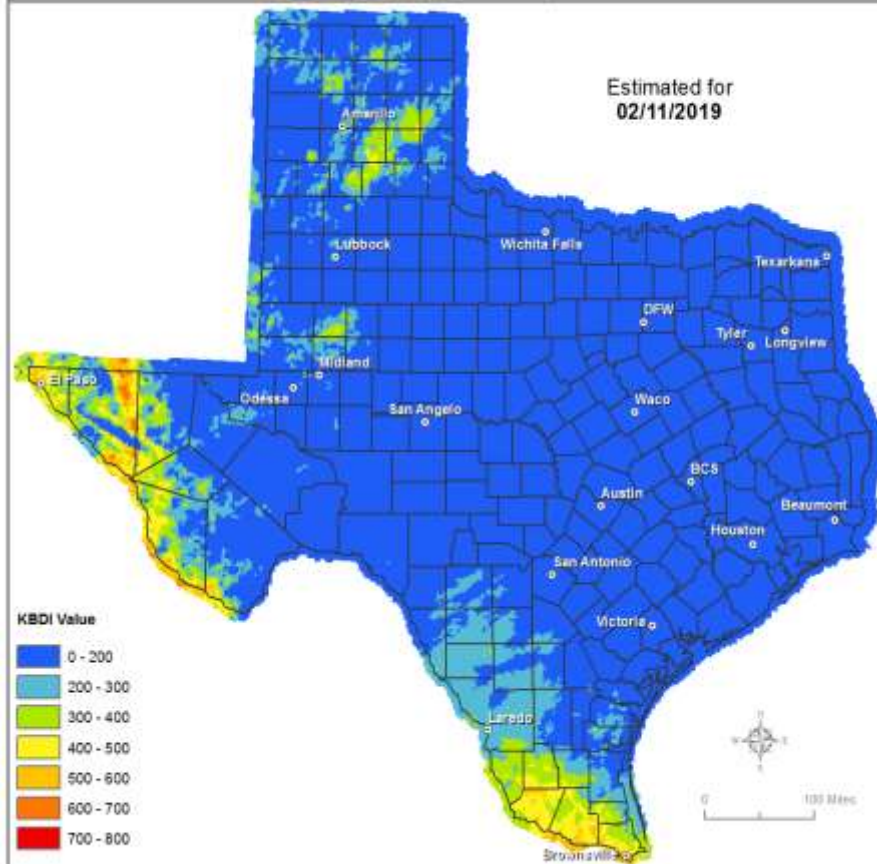 Estimated for
02/11/2019
Amarillo
Lubbock
Wichita Falls
Texarkana
DFW
Tyler
Longview
Midland
El Paso
Odessa
San Angelo
Waco
BCS
Austin
Beaumont
Houston
San Antonio
Victoria
Laredo
Brownsville
KBDI Value
0 - 200
200 - 300
300 - 400
400 - 500
500 - 600
600 - 700
700 - 800
N
W E
S
0 100 Miles